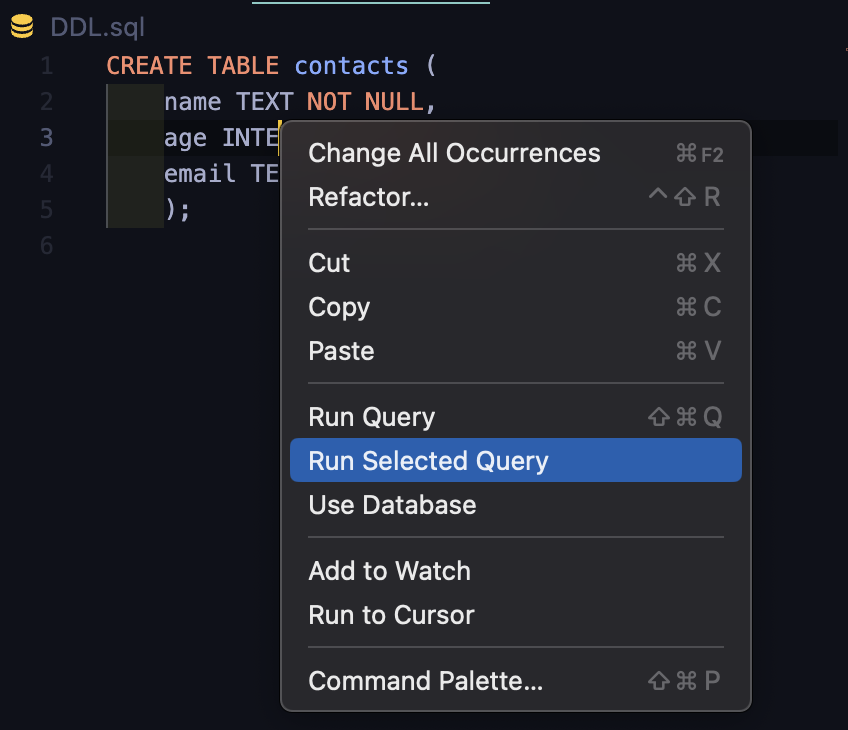 DDL.sql
1 CREATE TABLE contacts (
2 name TEXT NOT NULL,
3 age INTE
4 email TE
5 );
6
Change All Occurrences ⌘F2
Refactor... ^⇧R
Cut ⌘X
Copy ⌘C
Paste ⌘V
Run Query ⇧⌘Q
Run Selected Query
Use Database
Add to Watch
Run to Cursor
Command Palette... ⇧⌘P